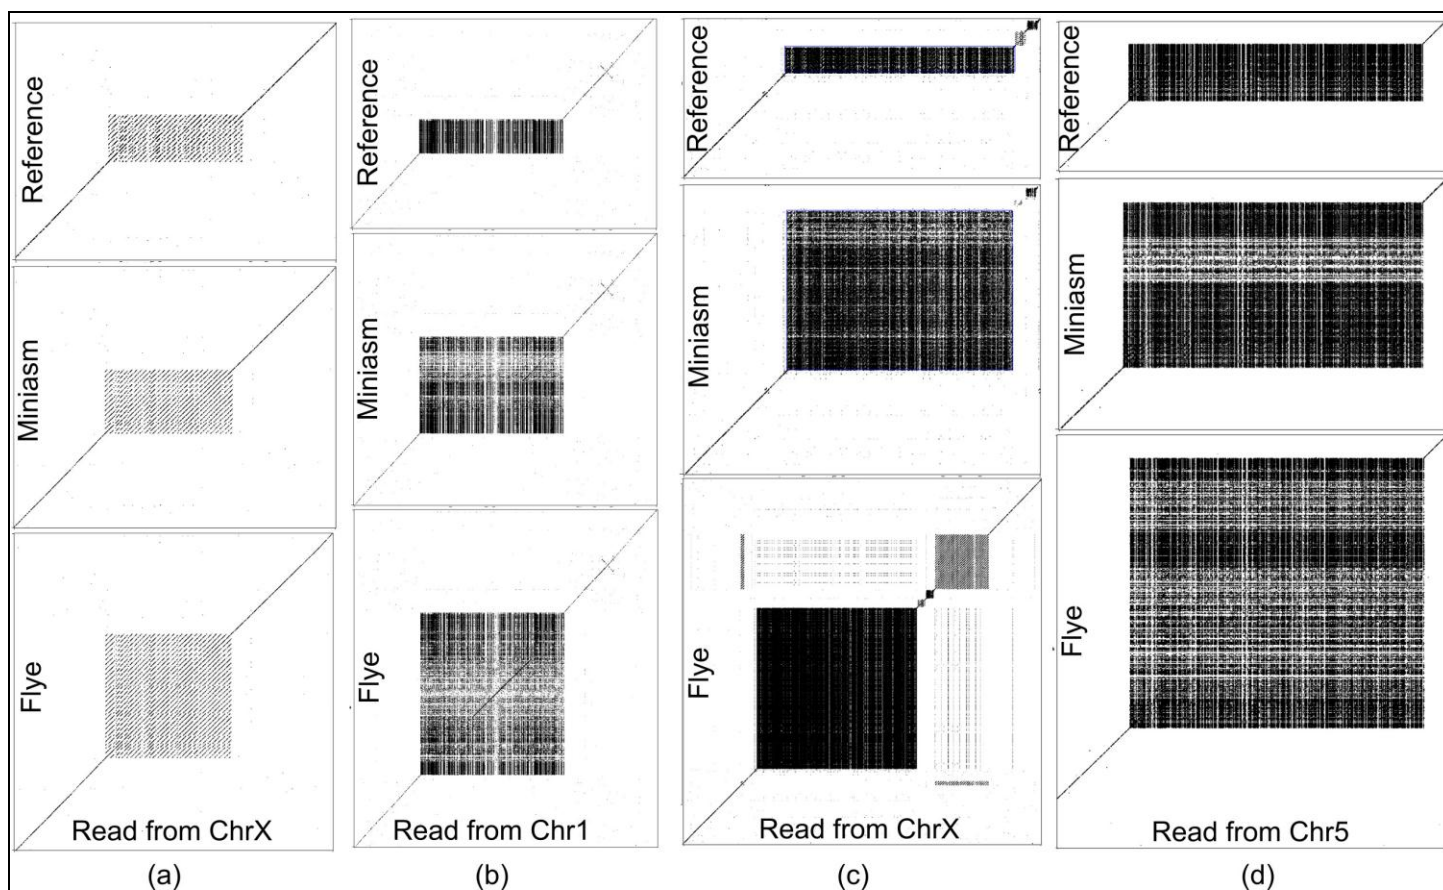 Reference
Reference
Reference
Reference
Miniasm
Miniasm
Miniasm
Miniasm
Flye
Flye
Flye
Flye
Read from ChrX
Read from Chr1
Read from ChrX
Read from Chr5
(a)
(b)
(c)
(d)